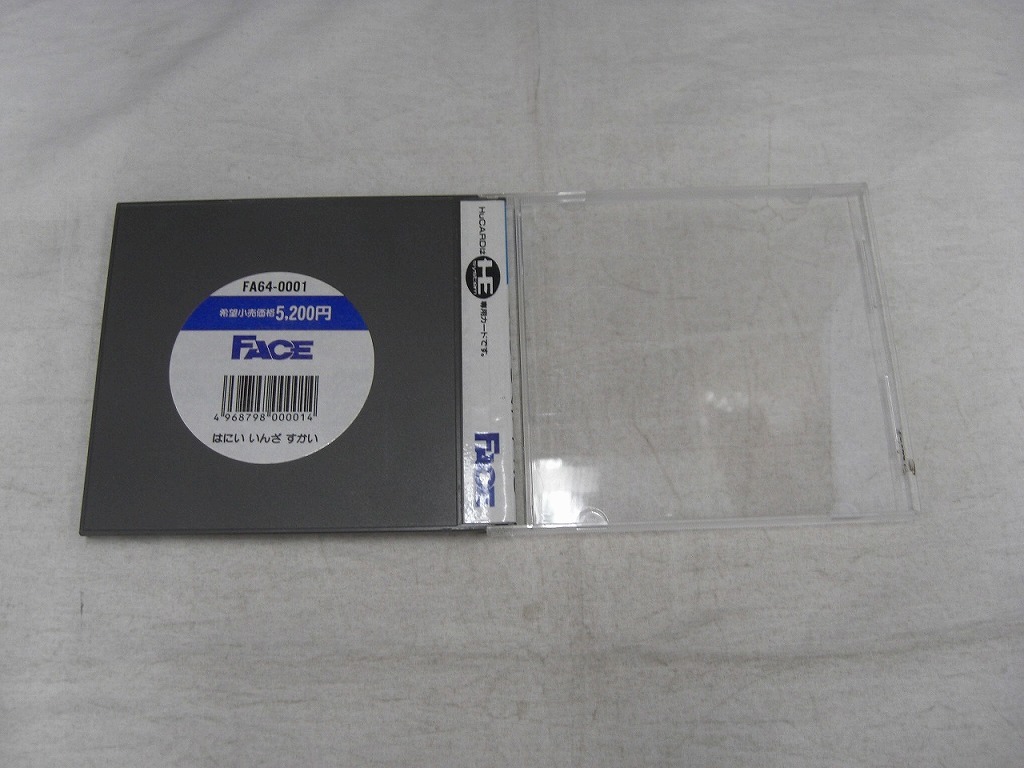 FA64-0001
希望小売価格5,200円
FACE
4 968798 000014
はにい いんざ すかい
HuCARDは
HE
専用カードです。
FACE